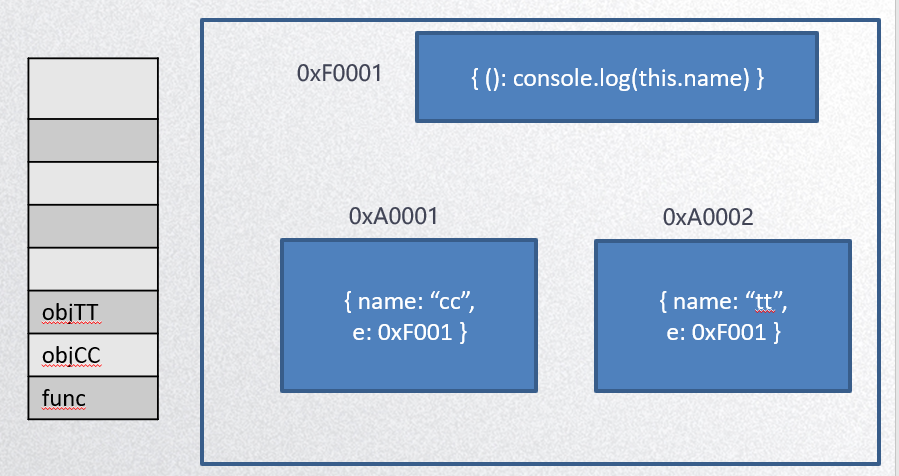 0xF0001
{ (): console.log(this.name) }
0xA0001
0xA0002
{ name: “cc”,
e: 0xF001 }
{ name: “tt”,
e: 0xF001 }
objTT
objCC
func